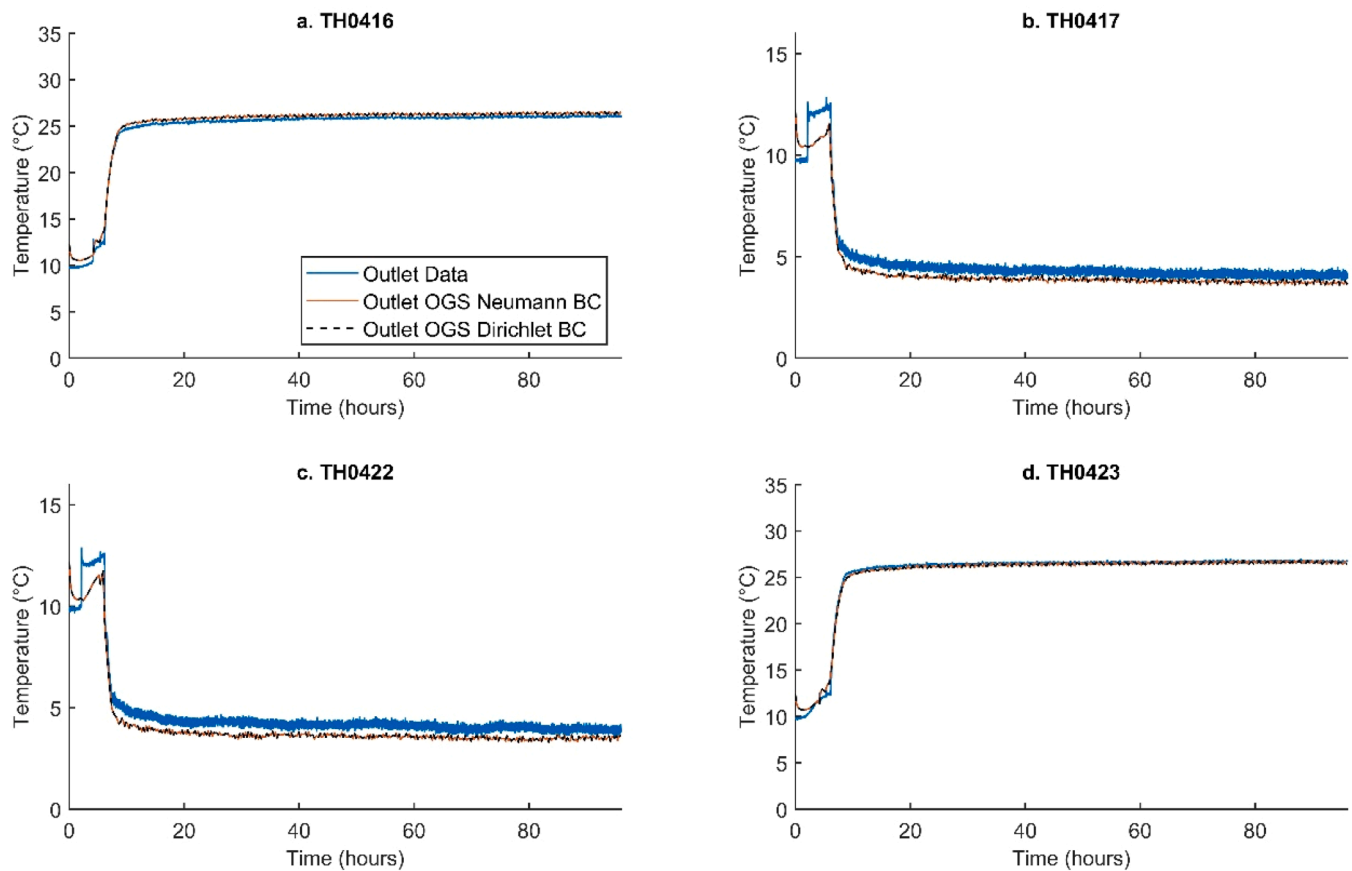 a. TH0416
35
30
25
20
15
10
5
0
Temperature (°C)
Outlet Data
Outlet OGS Neumann BC
Outlet OGS Dirichlet BC
0 20 40 60 80
Time (hours)
b. TH0417
15
10
5
0
Temperature (°C)
0 20 40 60 80
Time (hours)
c. TH0422
15
10
5
0
Temperature (°C)
0 20 40 60 80
Time (hours)
d. TH0423
35
30
25
20
15
10
5
0
Temperature (°C)
0 20 40 60 80
Time (hours)